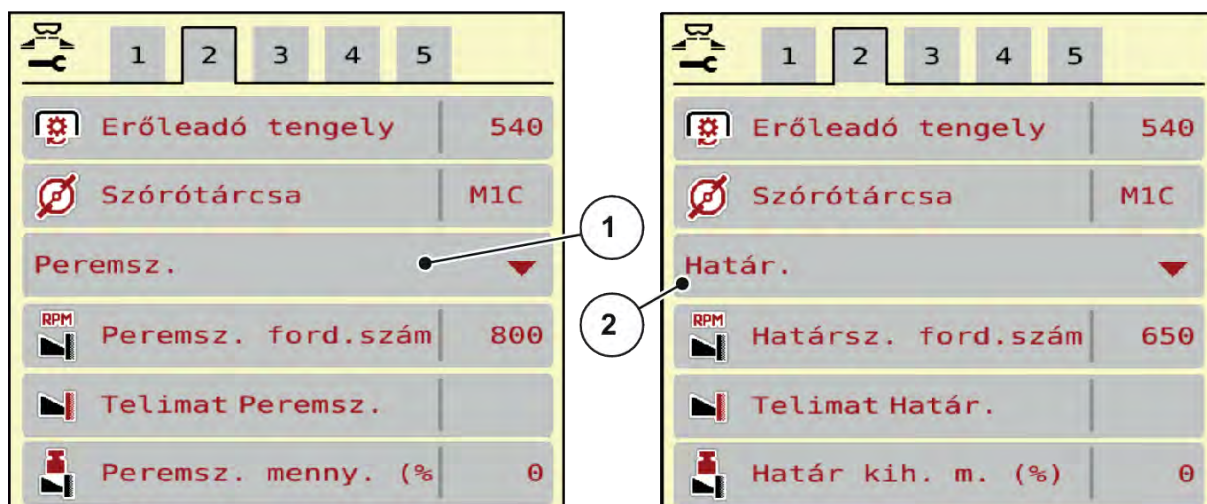 1 2 3 4 5
Erőleadó tengely 540
Szórótárcsa M1C
Peremsz.
RPM
Peremsz. ford.szám 800
Telimat Peremsz.
Peremsz. menny. (% 0
1
2
1 2 3 4 5
Erőleadó tengely 540
Szórótárcsa M1C
Határ.
RPM
Határsz. ford.szám 650
Telimat Határ.
Határ kih. m. (%) 0